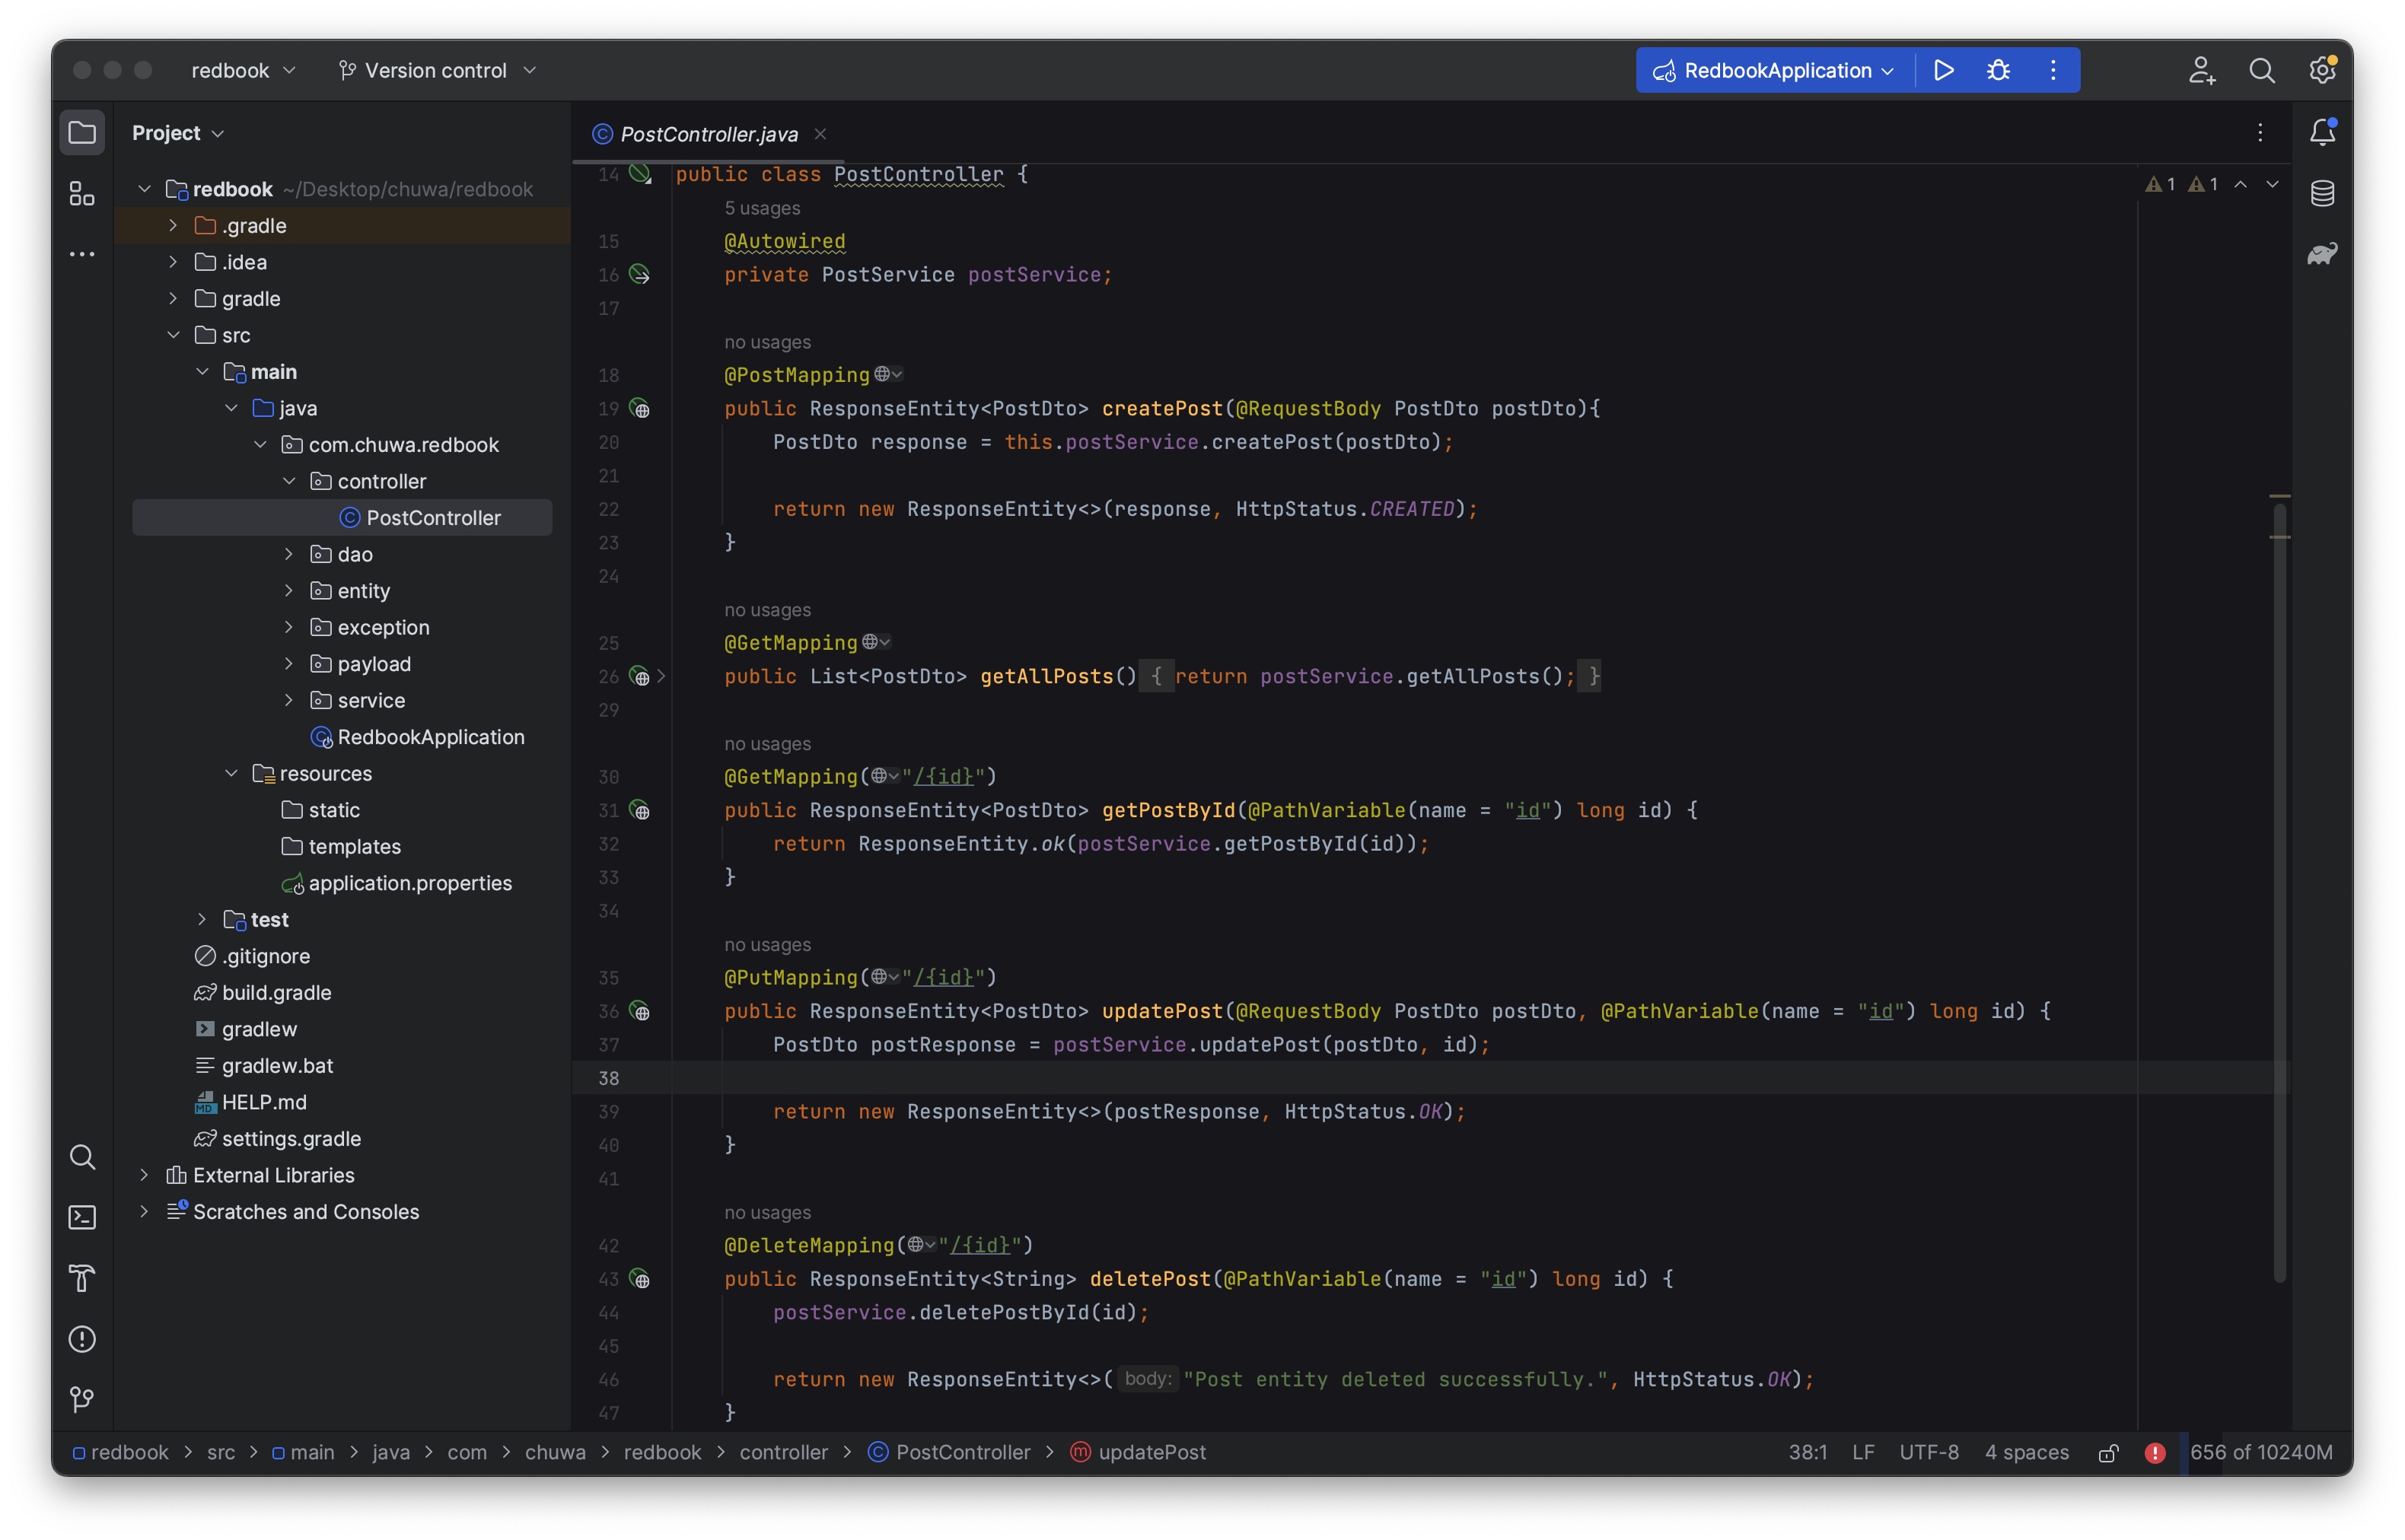 redbook Version control RedbookApplication
Project
redbook ~/Desktop/chuwa/redbook
.gradle
.idea
gradle
src
main
java
com.chuwa.redbook
controller
PostController
dao
entity
exception
payload
service
RedbookApplication
resources
static
templates
application.properties
test
.gitignore
build.gradle
gradlew
gradlew.bat
MD HELP.md
settings.gradle
External Libraries
Scratches and Consoles
PostController.java
1 1
14 public class PostController {
5 usages
15 @Autowired
16 private PostService postService;
17
no usages
18 @PostMapping
19 public ResponseEntity<PostDto> createPost(@RequestBody PostDto postDto){
20 PostDto response = this.postService.createPost(postDto);
21
22 return new ResponseEntity<>(response, HttpStatus.CREATED);
23 }
24
no usages
25 @GetMapping
26 public List<PostDto> getAllPosts() { return postService.getAllPosts(); }
29
no usages
30 @GetMapping("/{id}")
31 public ResponseEntity<PostDto> getPostById(@PathVariable(name = "id") long id) {
32 return ResponseEntity.ok(postService.getPostById(id));
33 }
34
no usages
35 @PutMapping("/{id}")
36 public ResponseEntity<PostDto> updatePost(@RequestBody PostDto postDto, @PathVariable(name = "id") long id) {
37 PostDto postResponse = postService.updatePost(postDto, id);
38
39 return new ResponseEntity<>(postResponse, HttpStatus.OK);
40 }
41
no usages
42 @DeleteMapping("/{id}")
43 public ResponseEntity<String> deletePost(@PathVariable(name = "id") long id) {
44 postService.deletePostById(id);
45
46 return new ResponseEntity<>( body: "Post entity deleted successfully.", HttpStatus.OK);
47 }
redbook > src > main > java > com > chuwa > redbook > controller > PostController > updatePost 38:1 LF UTF-8 4 spaces 656 of 10240M